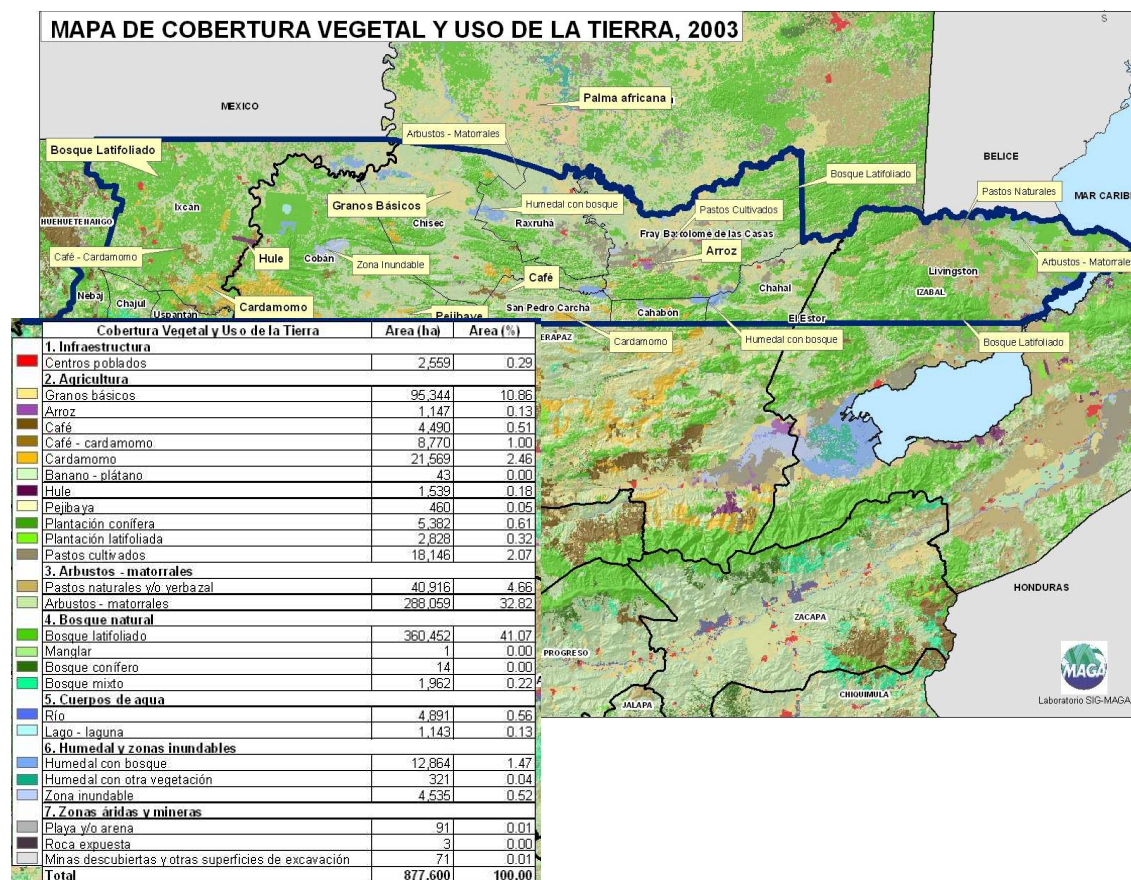 MAPA DE COBERTURA VEGETAL Y USO DE LA TIERRA, 2003
S
MEXICO
Palma africana
Arbustos - Matorrales
Bosque Latifoliado
BELICE
Bosque Latifoliado
Pastos Naturales
MAR CARIBE
Ixcán
Granos Básicos
Humedal con bosque
Pastos Cultivados
HUEHUETENANGO
Chisec
Raxruhá
Fray Bartolomé de las Casas
Café - Cardamomo
Hule
Cobán
Zona Inundable
Arroz
Arbustos - Matorrales
Livingston
Café
Chahal
IZABAL
Nebaj
Chajul
Cardamomo
Uspantán
Pejibaye
San Pedro Carcha
Cahabón
El Estor
ERAPAZ
Cardamomo
Humedal con bosque
Bosque Latifoliado
Cobertura Vegetal y Uso de la Tierra Area (ha) Area (%)
1. Infraestructura
Centros poblados 2,559 0.29
2. Agricultura
Granos básicos 95,344 10.86
Arroz 1,147 0.13
Café 4,490 0.51
Café - cardamomo 8,770 1.00
Cardamomo 21,569 2.46
Banano - plátano 43 0.00
Hule 1,539 0.18
Pejibaya 460 0.05
Plantación conífera 5,382 0.61
Plantación latifoliada 2,828 0.32
Pastos cultivados 18,146 2.07
3. Arbustos - matorrales
Pastos naturales y/o yerbazal 40,916 4.66
Arbustos - matorrales 288,059 32.82
4. Bosque natural
Bosque latifoliado 360,452 41.07
Manglar 1 0.00
Bosque conífero 14 0.00
Bosque mixto 1,962 0.22
5. Cuerpos de agua
Río 4,891 0.56
Lago - laguna 1,143 0.13
6. Humedal y zonas inundables
Humedal con bosque 12,864 1.47
Humedal con otra vegetación 321 0.04
Zona inundable 4,535 0.52
7. Zonas áridas y mineras
Playa y/o arena 91 0.01
Roca expuesta 3 0.00
Minas descubiertas y otras superficies de excavación 71 0.01
Total 877,600 100.00
HONDURAS
ZACAPA
PROGRESO
CHIQUIMULA
JALAPA
MAGA
Laboratorio SIG-MAGA